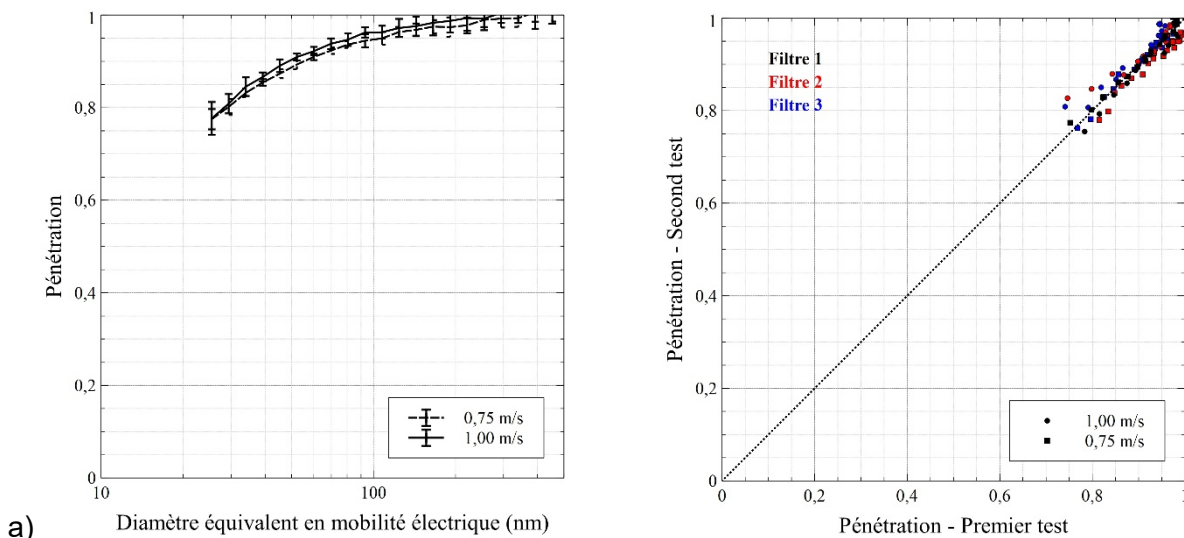 1
0,8
0,6
0,4
0,2
0
Pénétration
0,75 m/s
1,00 m/s
10
100
Diamètre équivalent en mobilité électrique (nm)
a)
1
0,8
0,6
0,4
0,2
0
Pénétration - Second test
Filtre 1
Filtre 2
Filtre 3
1,00 m/s
0,75 m/s
0
0,2
0,4
0,6
0,8
1
Pénétration - Premier test